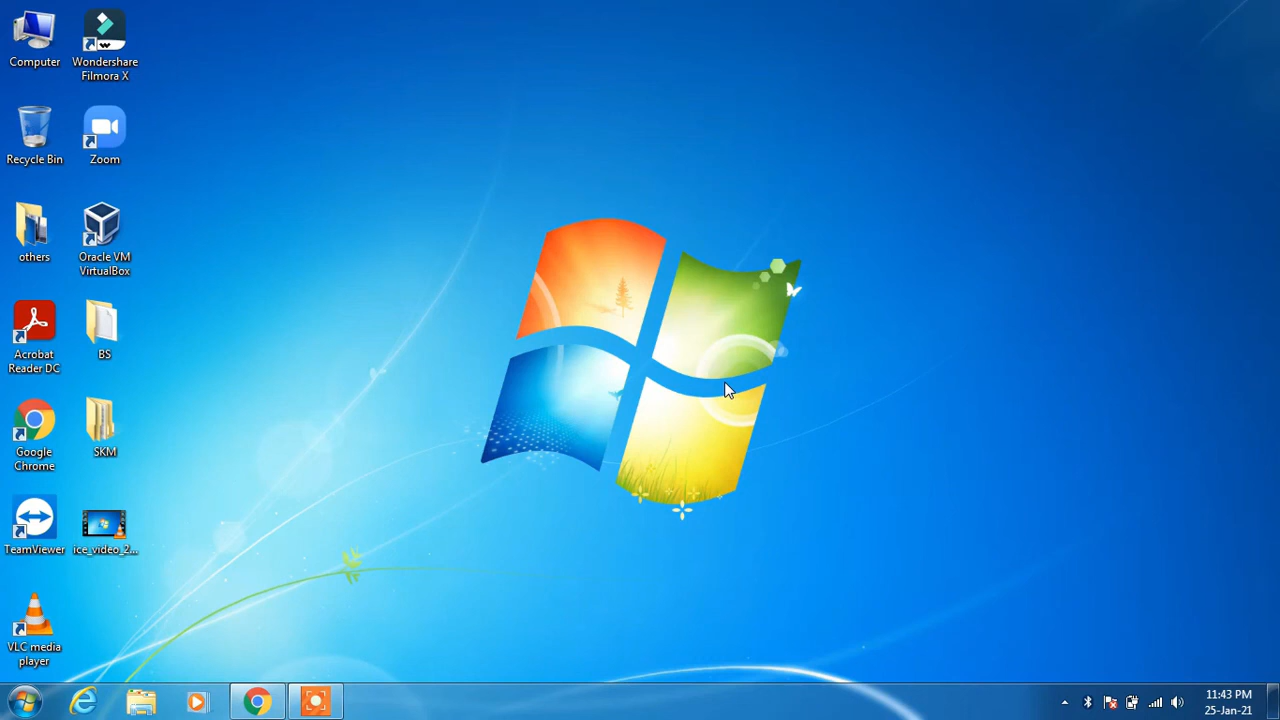 Computer
Wondershare
Filmora X
Recycle Bin
Zoom
others
Oracle VM
VirtualBox
Acrobat
Reader DC
BS
Google
Chrome
SKM
TeamViewer
ice_video_2...
VLC media
player
11:43 PM
25-Jan-21